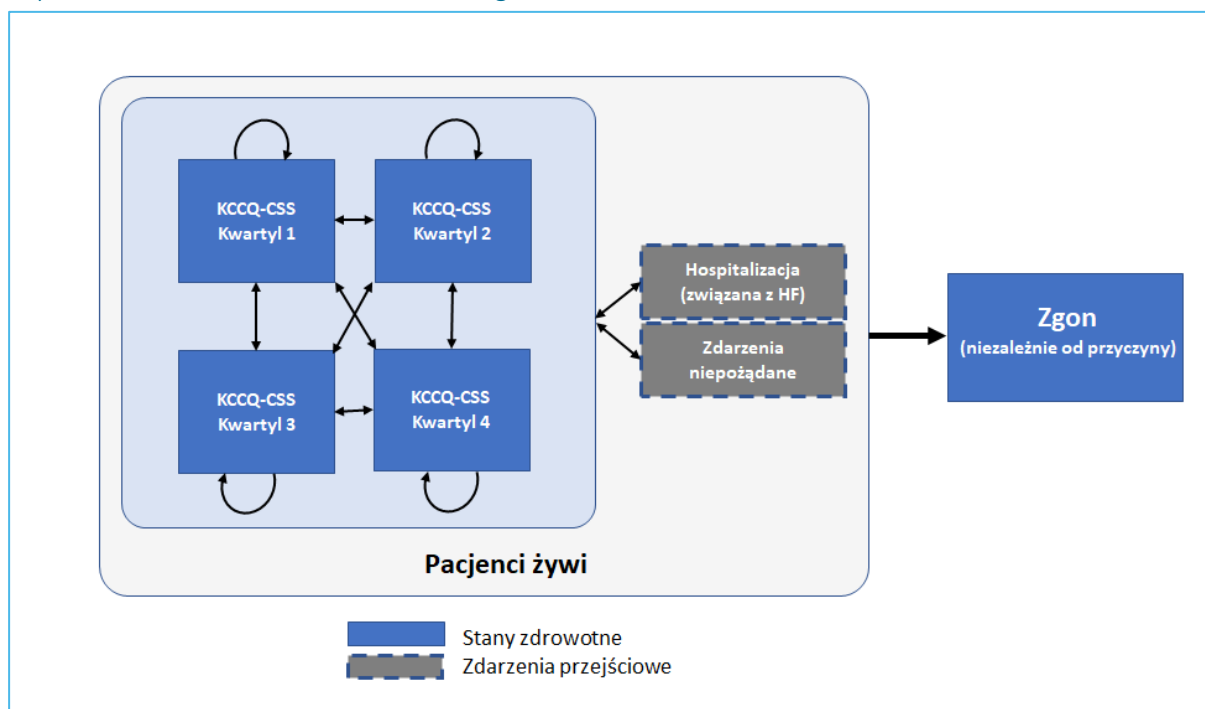 KCCQ-CSS
Kwartyl 1
KCCQ-CSS
Kwartyl 2
KCCQ-CSS
Kwartyl 3
KCCQ-CSS
Kwartyl 4
Hospitalizacja
(związana z HF)
Zdarzenia
niepożądane
Zgon
(niezależnie od przyczyny)
Pacjenci żywi
Stany zdrowotne
Zdarzenia przejściowe